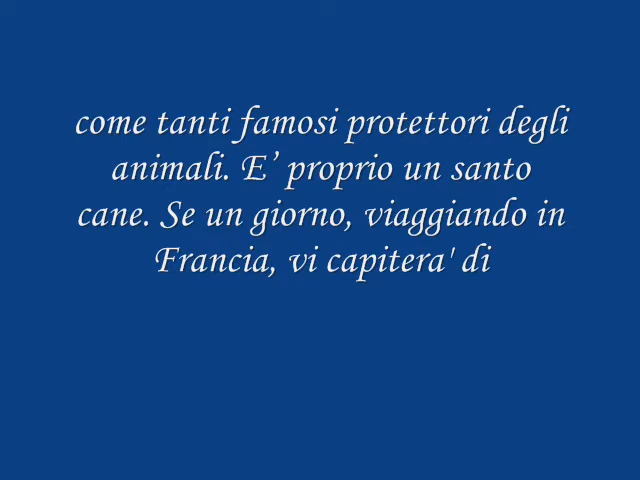 come tanti famosi protettori degli
animali. E’ proprio un santo
cane. Se un giorno, viaggiando in
Francia, vi capitera' di